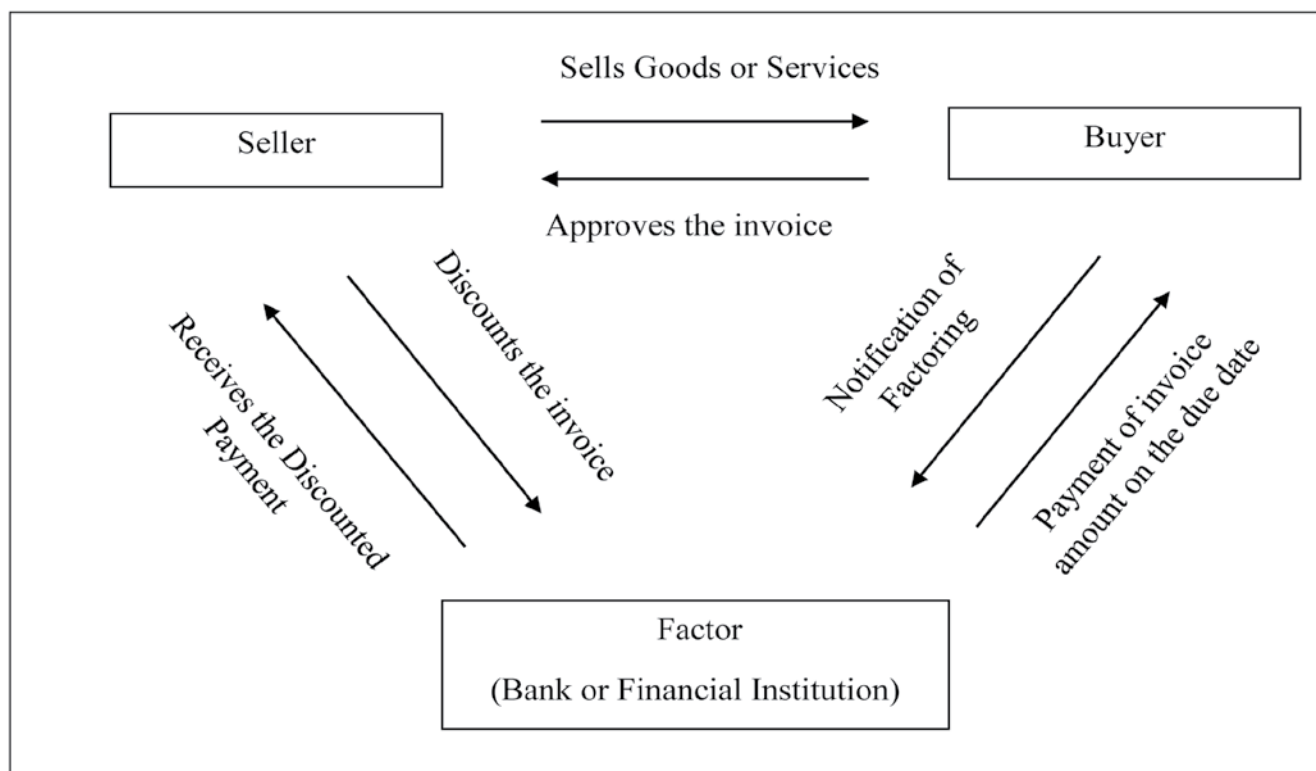 Sells Goods or Services
Seller
Buyer
Approves the invoice
Discounts the invoice
Receives the Discounted
Payment
Notification of
Factoring
Payment of invoice
amount on the due date
Factor
(Bank or Financial Institution)